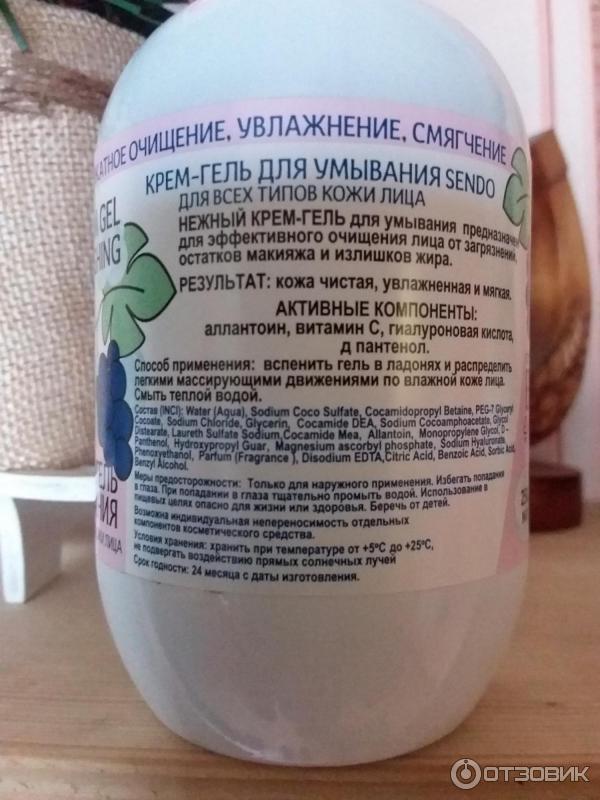 КАТНОЕ ОЧИЩЕНИЕ, УВЛАЖНЕНИЕ, СМЯГЧЕНИЕ
КРЕМ-ГЕЛЬ ДЛЯ УМЫВАНИЯ SENDO
ДЛЯ ВСЕХ ТИПОВ КОЖИ ЛИЦА
НЕЖНЫЙ КРЕМ-ГЕЛЬ для умывания предназначен
для эффективного очищения лица от загрязнений,
остатков макияжа и излишков жира.
РЕЗУЛЬТАТ: кожа чистая, увлажненная и мягкая.
АКТИВНЫЕ КОМПОНЕНТЫ:
аллантоин, витамин С, гиалуроновая кислота,
д пантенол.
Способ применения: вспенить гель в ладонях и распределить
легкими массирующими движениями по влажной коже лица.
Смыть теплой водой.
Состав (INCI): Water (Aqua), Sodium Coco Sulfate, Cocamidopropyl Betaine, PEG-7 Glyceryl
Cocoate, Sodium Chloride, Glycerin, Cocamide DEA, Sodium Cocoamphoacetate, Glycol
Distearate, Laureth Sulfate Sodium,Cocamide Mea, Allantoin, Monopropylene Glycol, D -
Panthenol, Hydroxypropyl Guar, Magnesium ascorbyl phosphate, Sodium Hyaluronate,
Phenoxyethanol, Parfum (Fragrance ), Disodium EDTA,Citric Acid, Benzoic Acid, Sorbic Acid,
Benzyl Alcohol.
Меры предосторожности: Только для наружного применения. Избегать попадания
в глаза. При попадании в глаза тщательно промыть водой. Использование в
пищевых целях опасно для жизни или здоровья. Беречь от детей.
Возможна индивидуальная непереносимость отдельных
компонентов косметического средства.
Условия хранения: хранить при температуре от +5°С до +25°С,
не подвергать воздействию прямых солнечных лучей
Срок годности: 24 месяца с даты изготовления.
GEL
HING
ЕЛЬ
НИЯ
ЛИЦА
ОТЗОВИК